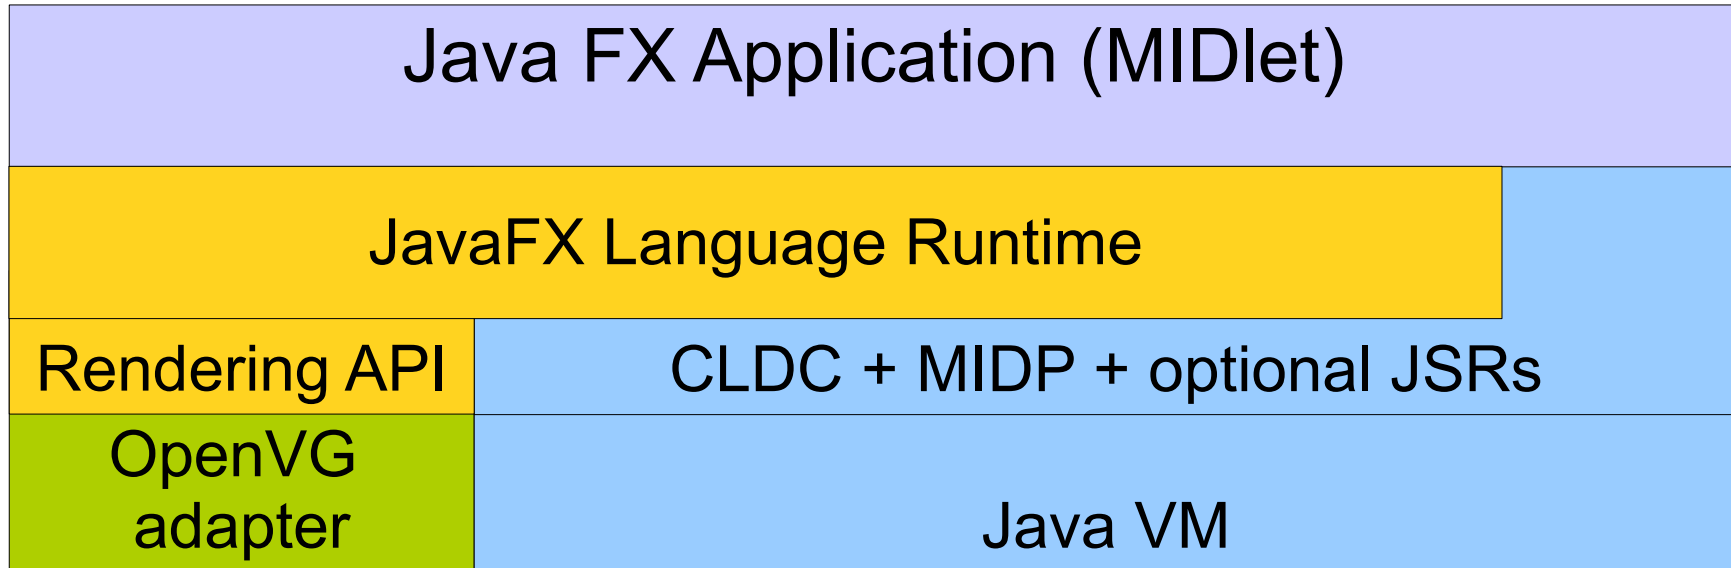 Java FX Application (MIDlet)
JavaFX Language Runtime
Rendering API
CLDC + MIDP + optional JSRs
OpenVG
adapter
Java VM